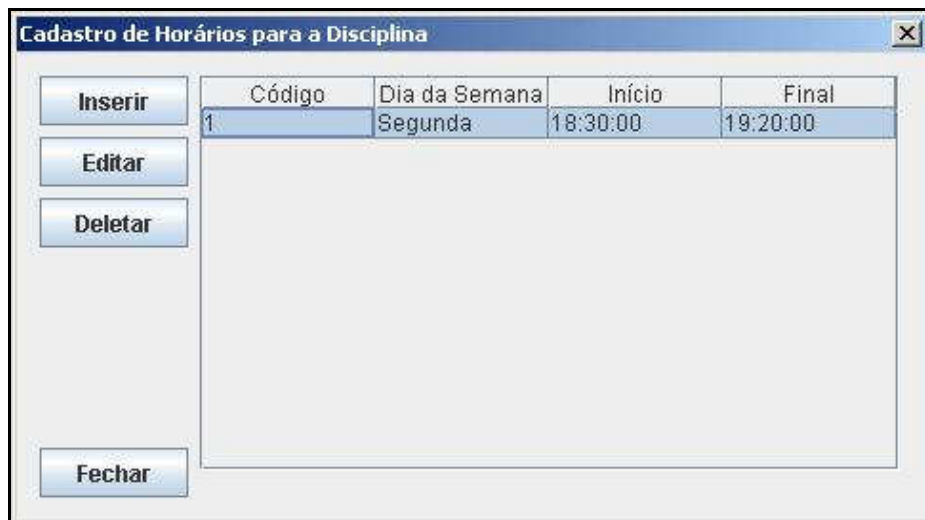 Cadastro de Horários para a Disciplina
Inserir
Editar
Deletar
Fechar
Código Dia da Semana Início Final
1 Segunda 18:30:00 19:20:00